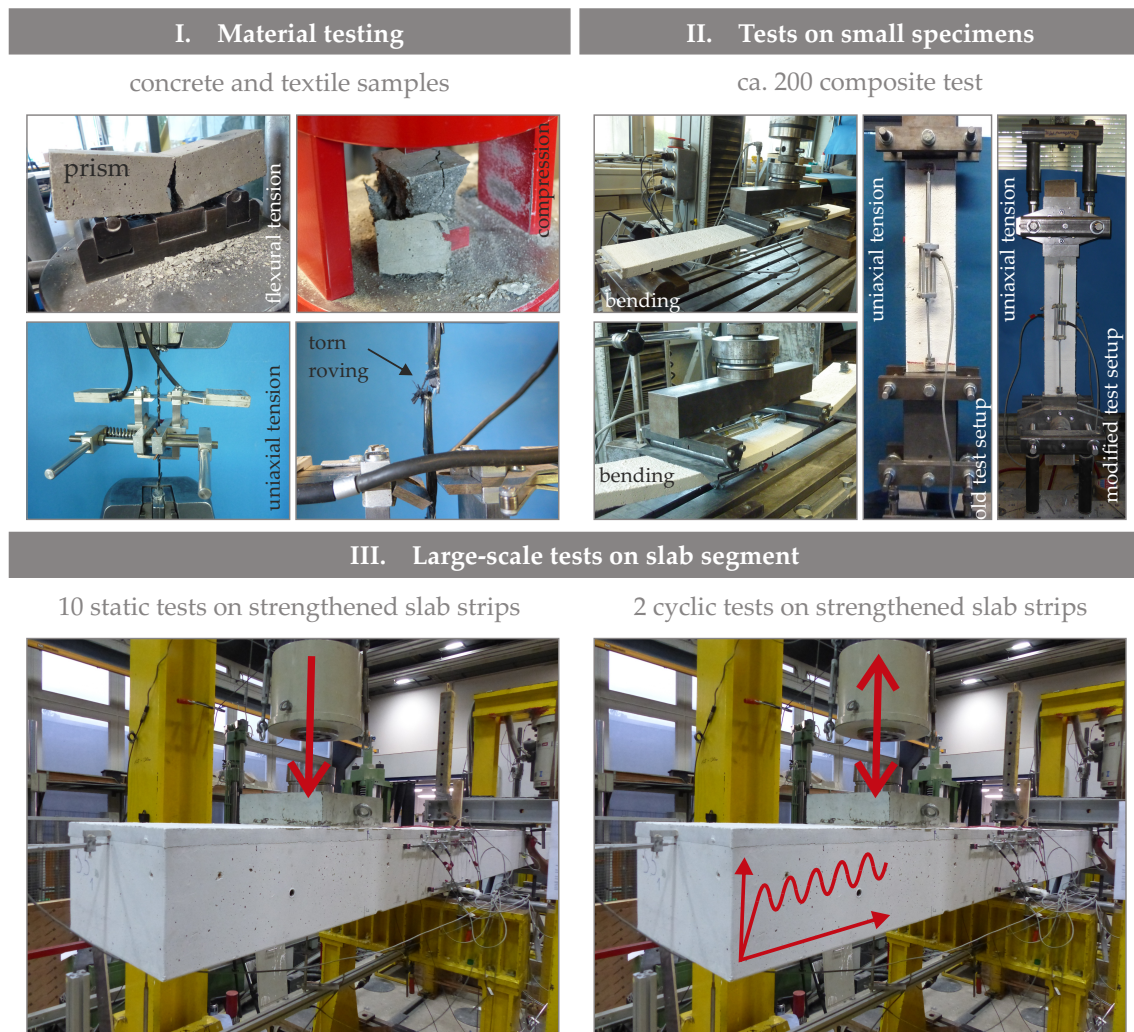 I. Material testing
II. Tests on small specimens
concrete and textile samples
ca. 200 composite test
prism
flexural tension
compression
bending
uniaxial tension
old test setup
uniaxial tension
modified test setup
uniaxial tension
torn
roving
bending
III. Large-scale tests on slab segment
10 static tests on strengthened slab strips
2 cyclic tests on strengthened slab strips